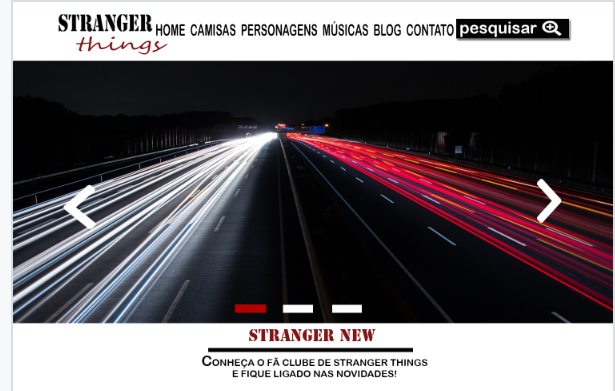 STRANGER
things
HOME CAMISAS PERSONAGENS MÚSICAS BLOG CONTATO pesquisar
STRANGER NEW
CONHEÇA O FÃ CLUBE DE STRANGER THINGS
E FIQUE LIGADO NAS NOVIDADES!